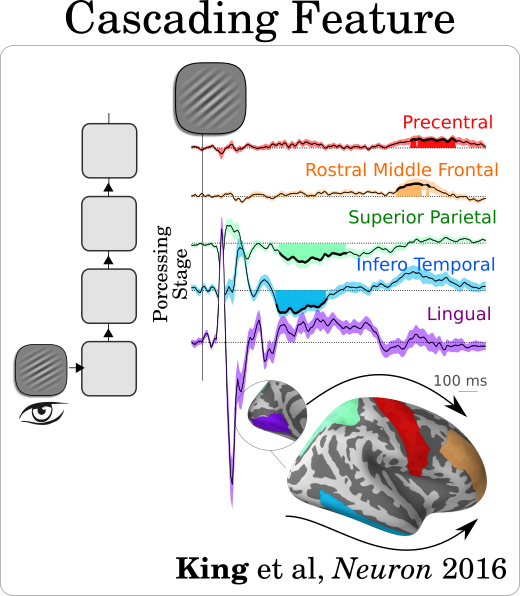 Cascading Feature
Precentral
Rostral Middle Frontal
Superior Parietal
Porcessing
Stage
Infero Temporal
Lingual
100 ms
King et al, Neuron 2016